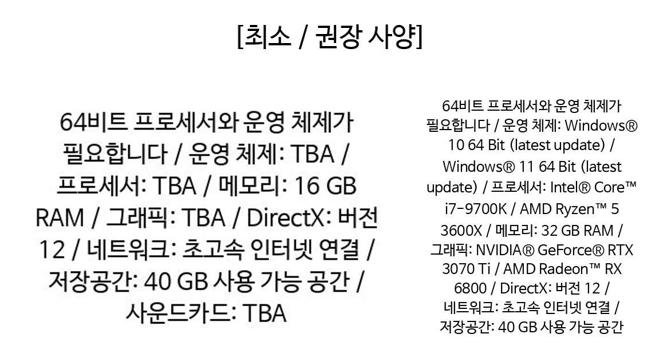 [최소 / 권장 사양]
64비트 프로세서와 운영 체제가
필요합니다 / 운영 체제: TBA /
프로세서: TBA / 메모리: 16 GB
RAM / 그래픽: TBA / DirectX: 버전
12 / 네트워크: 초고속 인터넷 연결 /
저장공간: 40 GB 사용 가능 공간 /
사운드카드: TBA
64비트 프로세서와 운영 체제가
필요합니다 / 운영 체제: Windows®
10 64 Bit (latest update) /
Windows® 11 64 Bit (latest
update) / 프로세서: Intel® Core™
i7-9700K / AMD Ryzen™ 5
3600X / 메모리: 32 GB RAM /
그래픽: NVIDIA® GeForce® RTX
3070 Ti / AMD Radeon™ RX
6800 / DirectX: 버전 12 /
네트워크: 초고속 인터넷 연결 /
저장공간: 40 GB 사용 가능 공간